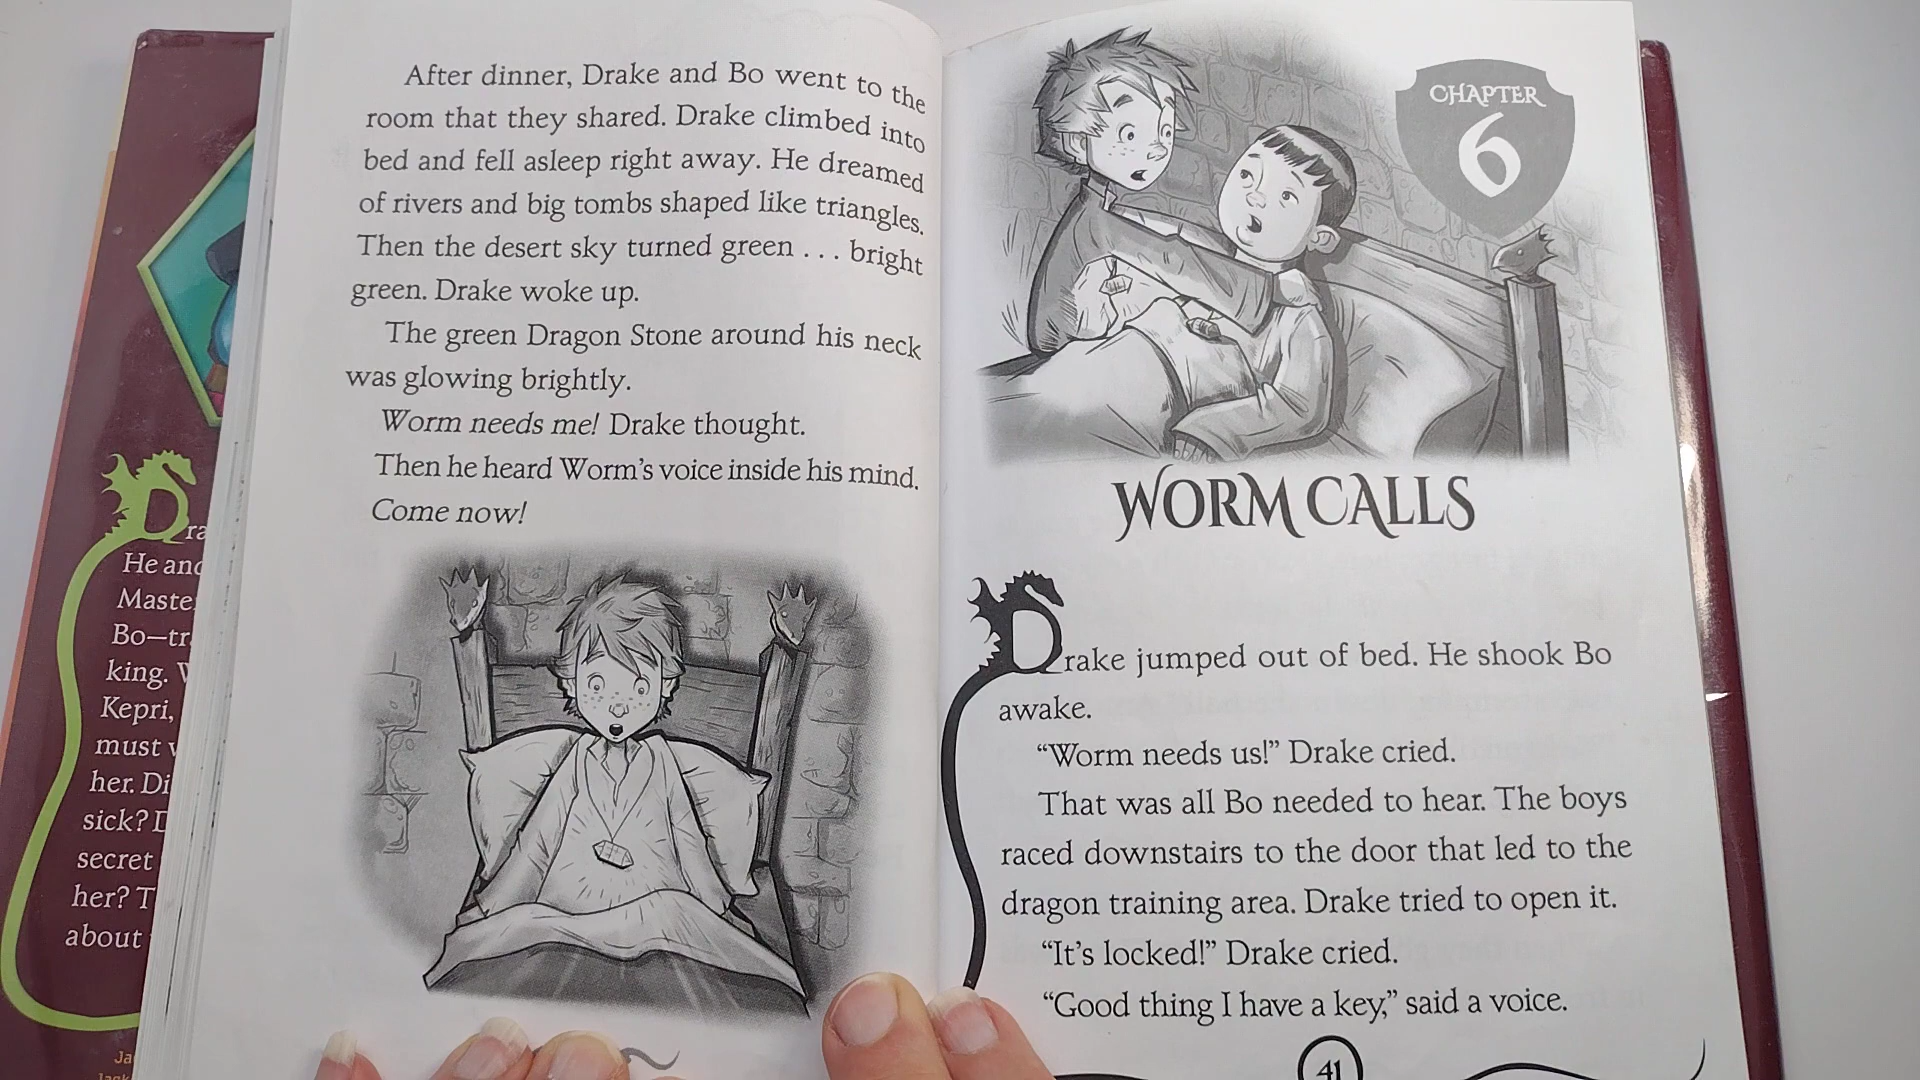 After dinner, Drake and Bo went to the
room that they shared. Drake climbed into
bed and fell asleep right away. He dreamed
of rivers and big tombs shaped like triangles.
Then the desert sky turned green . . . bright
green. Drake woke up.
The green Dragon Stone around his neck
was glowing brightly.
Worm needs me! Drake thought.
Then he heard Worm's voice inside his mind.
Come now!
CHAPTER
6
WORM CALLS
Drake jumped out of bed. He shook Bo
awake.
“Worm needs us!” Drake cried.
That was all Bo needed to hear. The boys
raced downstairs to the door that led to the
dragon training area. Drake tried to open it.
“It's locked!” Drake cried.
“Good thing I have a key,” said a voice.
41
He and
Master
Bo—tr
king. W
Kepri,
must w
her. Di
sick? D
secret
her? T
about